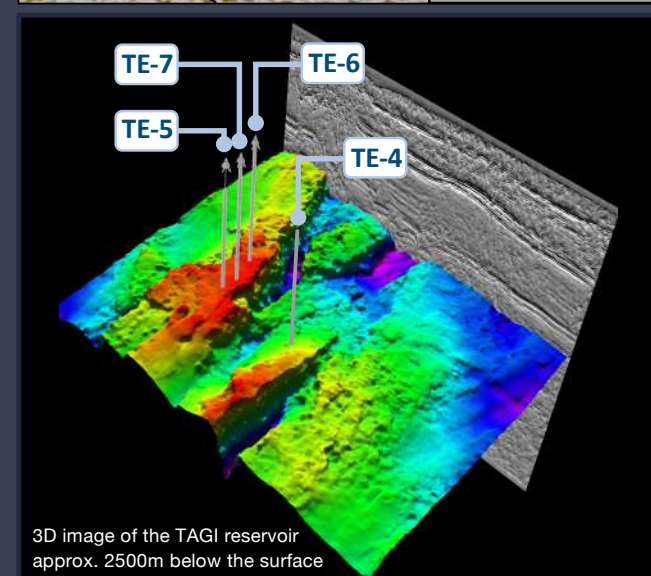 TE-7
TE-6
TE-5
TE-4
3D image of the TAGI reservoir
approx. 2500m below the surface